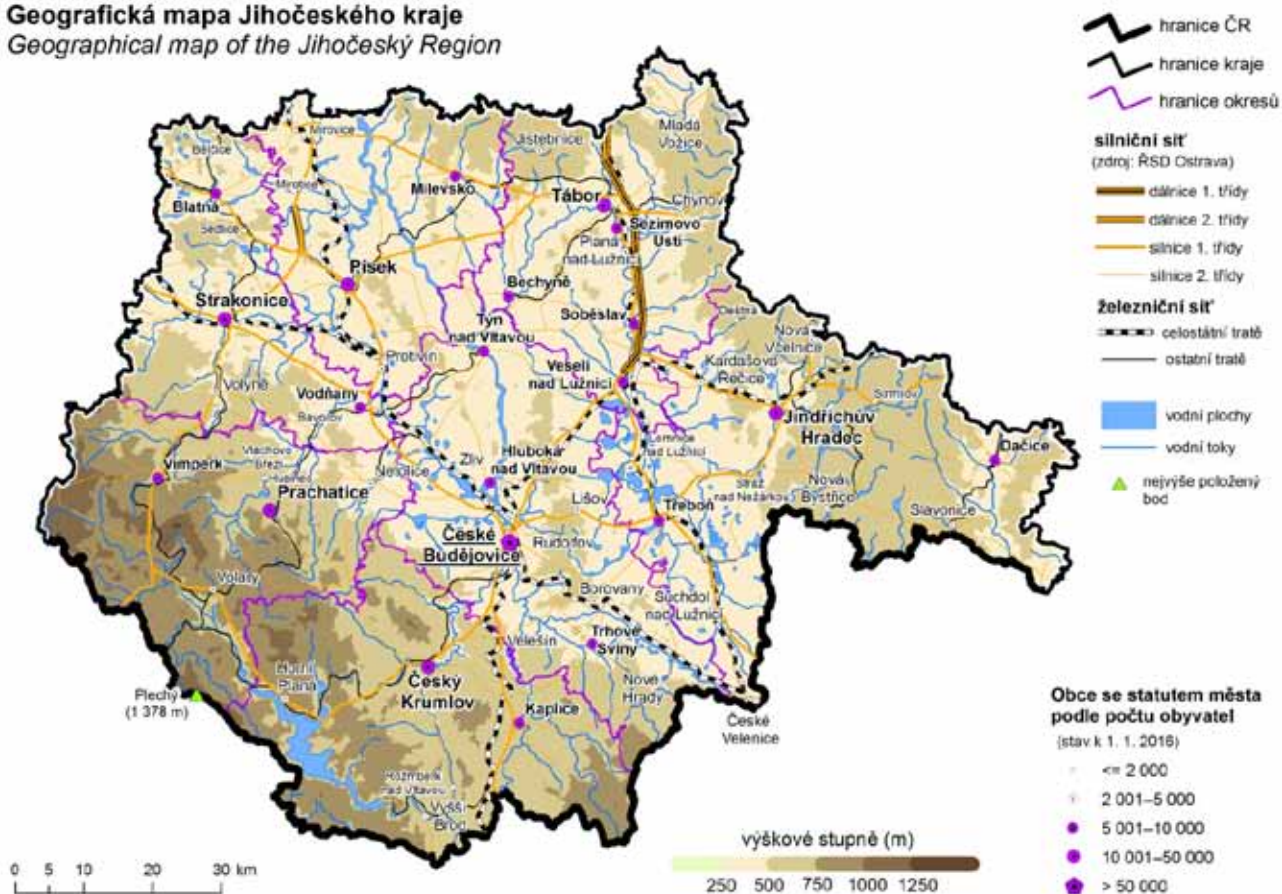 Geografická mapa Jihočeského kraje
Geographical map of the Jihočeský Region
hranice ČR
hranice kraje
hranice okresů
silniční síť
(zdroj: ŘSD Ostrava)
dálnice 1. třídy
dálnice 2. třídy
silnice 1. třídy
silnice 2. třídy
železniční síť
celostátní tratě
ostatní tratě
vodní plochy
vodní toky
nejvýše položený
bod
Obce se statutem města
podle počtu obyvatel
(stav k 1. 1. 2016)
<= 2 000
2 001–5 000
5 001–10 000
10 001–50 000
> 50 000
Mirovice
Jistebnice
Mladá
Vožice
Bělčice
Mirotice
Milevsko
Tábor
Chýnov
Blatná
Sedlice
Sezimovo
Ústí
Planá
nad Lužnicí
Písek
Bechyně
Strakonice
Týn
nad Vltavou
Soběslav
Deštná
Nová
Včelnice
Kardašova
Řečice
Protivín
Volyně
Veselí
nad Lužnicí
Strmilov
Vodňany
Bavorov
Jindřichův
Hradec
Lomnice
nad Lužnicí
Dačice
Vlachovo
Březí
Husinec
Vimperk
Netolice
Zliv
Hluboká
nad Vltavou
Prachatice
Lišov
Třeboň
Stráž
nad Nežárkou
Nová
Bystřice
Slavonice
České
Budějovice
Rudolfov
Volary
Borovany
Suchdol
nad Lužnicí
Velešín
Trhové
Sviny
Horní
Planá
Český
Krumlov
Nové
Hrady
Plechý
(1 378 m)
Kaplice
České
Velenice
Rožmberk
nad Vltavou
Vyšší
Brod
výškové stupně (m)
250 500 750 1000 1250
0 5 10 20 30 km